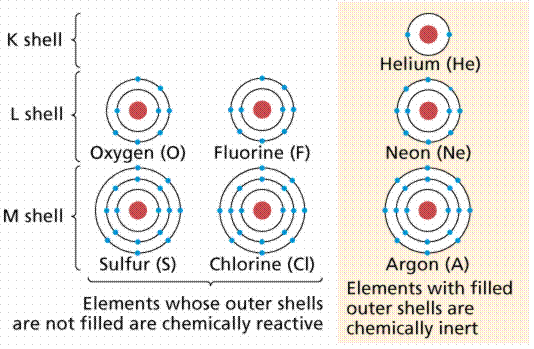 K shell
Helium (He)
L shell
Oxygen (O) Fluorine (F) Neon (Ne)
M shell
Sulfur (S) Chlorine (Cl) Argon (A)
Elements whose outer shells
are not filled are chemically reactive
Elements with filled
outer shells are
chemically inert